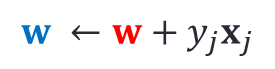 w ← w + yⱼxⱼ